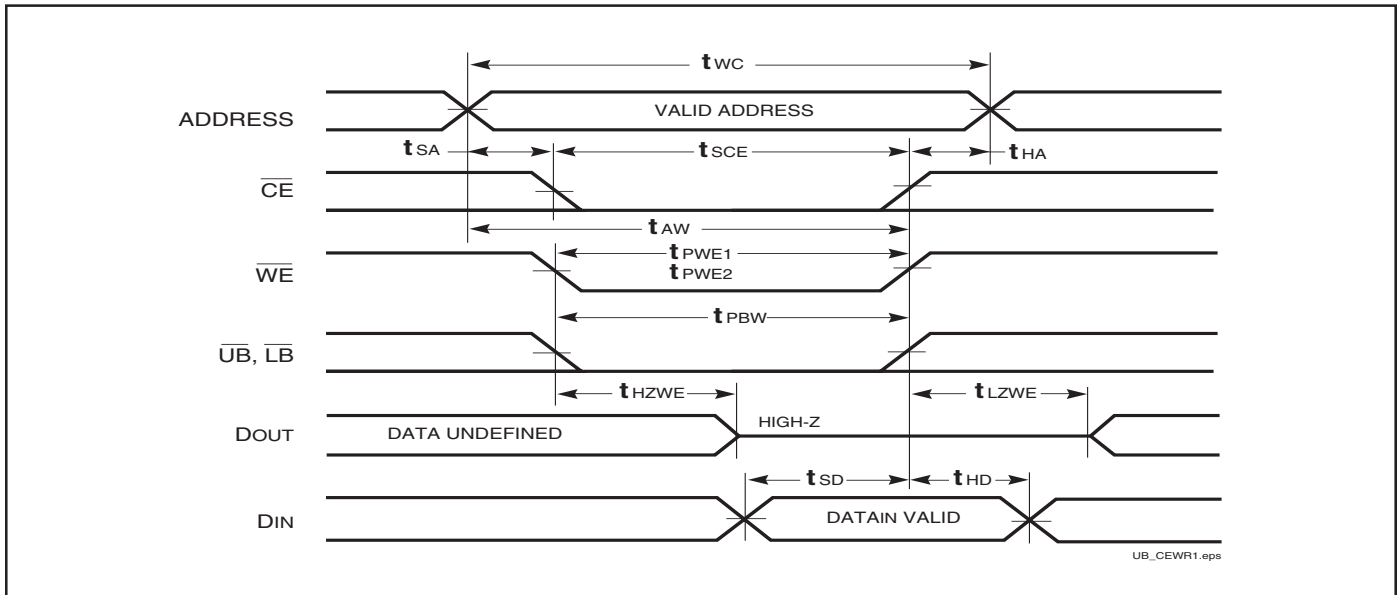 tWC
ADDRESS VALID ADDRESS
tSA tSCE tHA
CE
tAW
tPWE1
WE tPWE2
tPBW
UB, LB
tHZWE tLZWE
DOUT DATA UNDEFINED HIGH-Z
tSD tHD
DIN DATAIN VALID
UB_CEWR1.eps